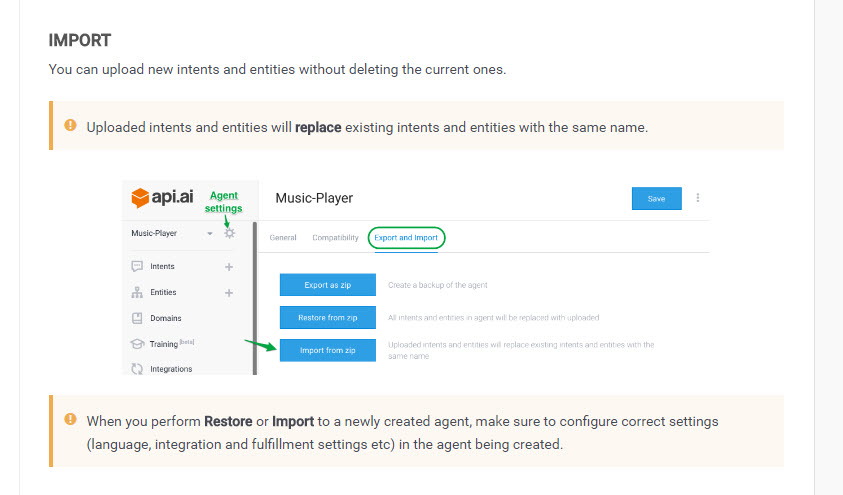 IMPORT
You can upload new intents and entities without deleting the current ones.
Uploaded intents and entities will replace existing intents and entities with the same name.
api.ai
Agent
settings
Music-Player
Save
Music-Player
General Compatibility Export and Import
Intents
Entities
Domains
Training [beta]
Integrations
Export as zip Create a backup of the agent
Restore from zip All intents and entities in agent will be replaced with uploaded
Import from zip Uploaded intents and entities will replace existing intents and entities with the
same name
When you perform Restore or Import to a newly created agent, make sure to configure correct settings
(language, integration and fulfillment settings etc) in the agent being created.